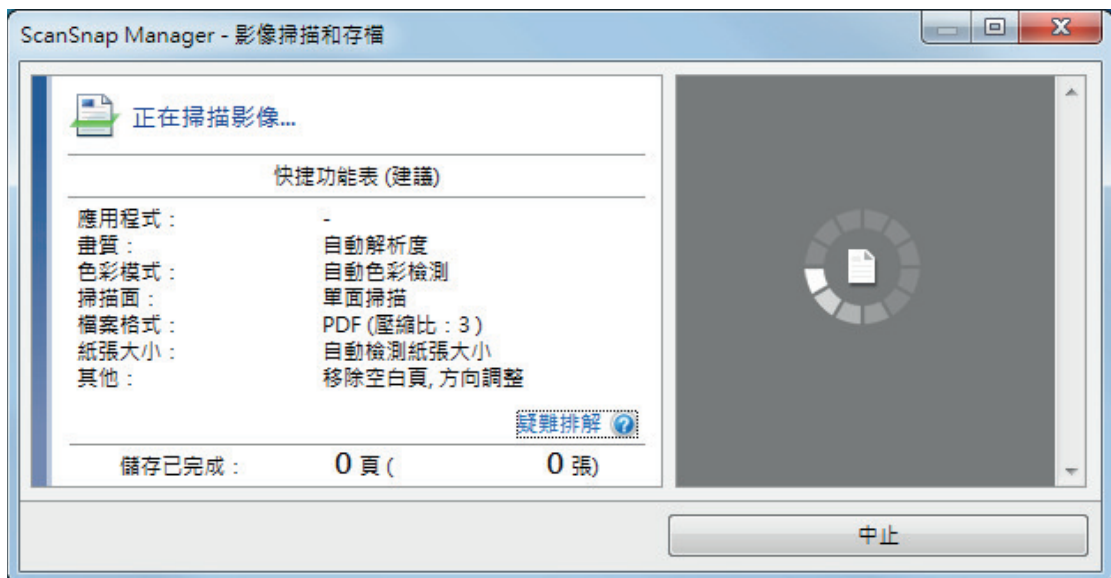 ScanSnap Manager - 影像掃描和存檔
正在掃描影像...
快捷功能表 (建議)
應用程式： -
畫質： 自動解析度
色彩模式： 自動色彩檢測
掃描面： 單面掃描
檔案格式： PDF (壓縮比：3)
紙張大小： 自動檢測紙張大小
其他： 移除空白頁, 方向調整
疑難排解 ?
儲存已完成： 0 頁 ( 0 張)
中止